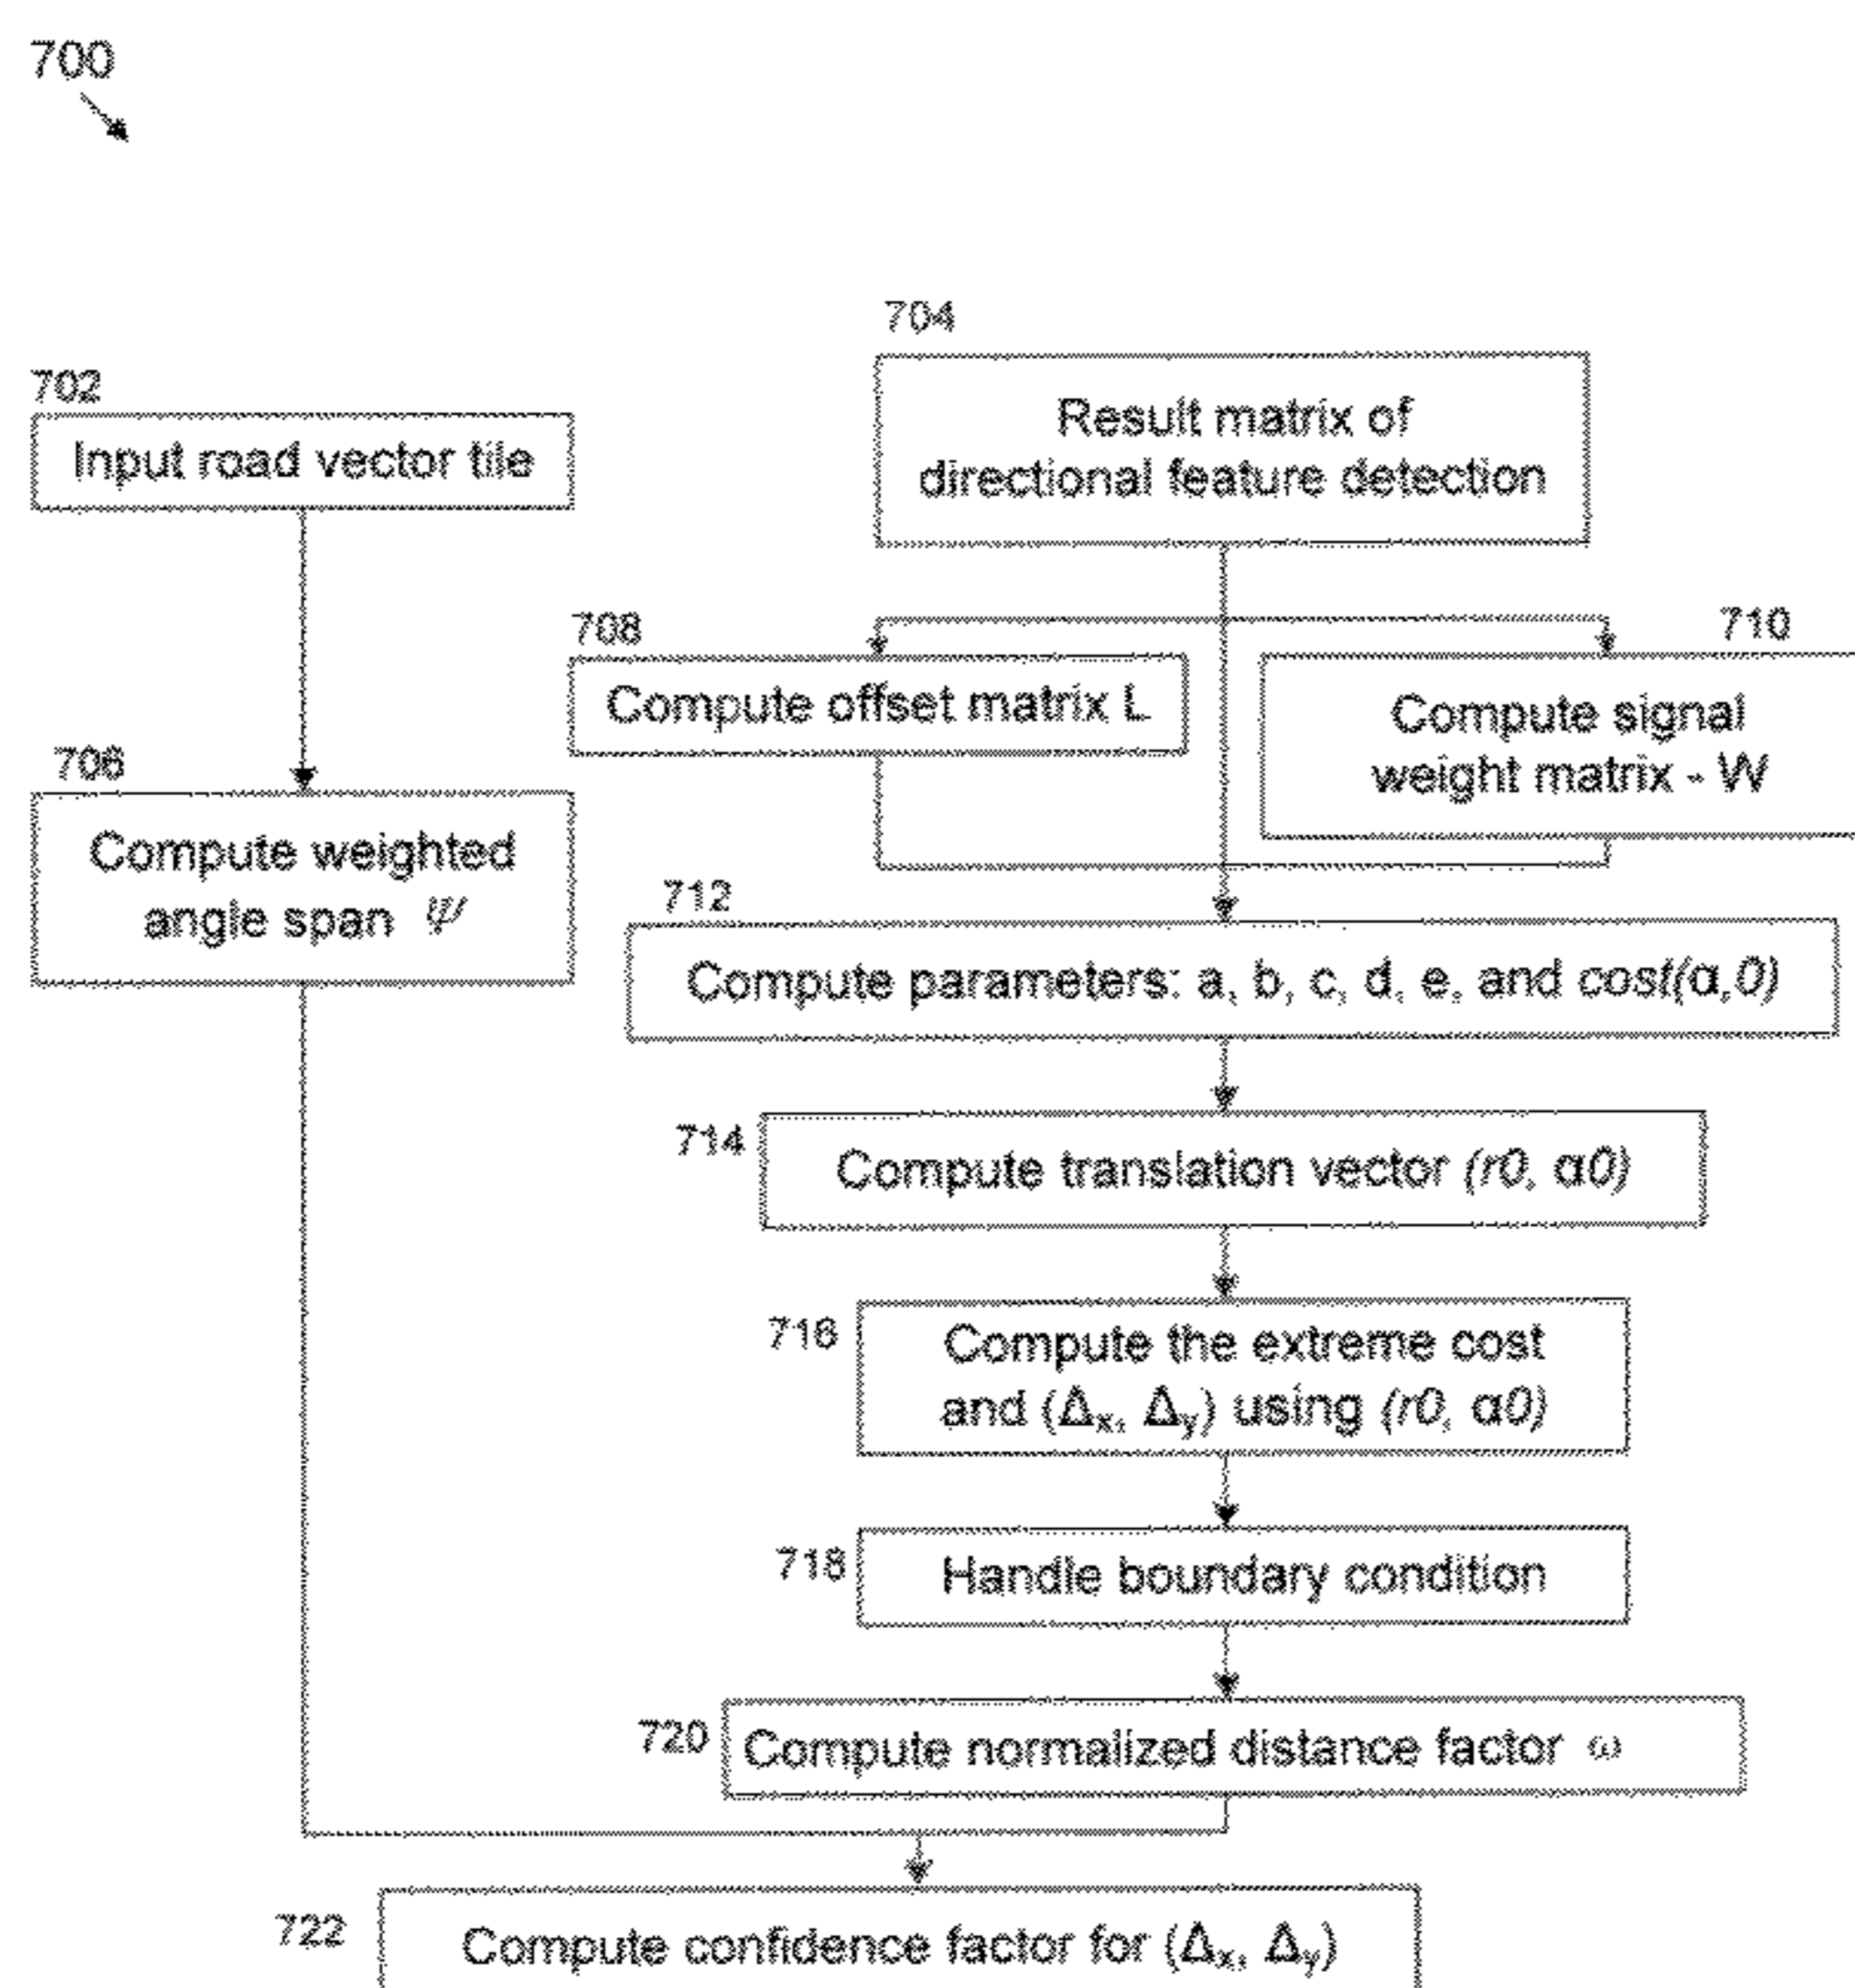 700
704
702
Result matrix of
directional feature detection
Input road vector tile
708
710
Compute offset matrix L
Compute signal
weight matrix - W
706
Compute weighted
angle span Ψ
712
Compute parameters: a, b, c, d, e, and cost(α,0)
714
Compute translation vector (r0, α0)
716
Compute the extreme cost
and (Δx, Δy) using (r0, α0)
718
Handle boundary condition
720
Compute normalized distance factor ω
722
Compute confidence factor for (Δx, Δy)